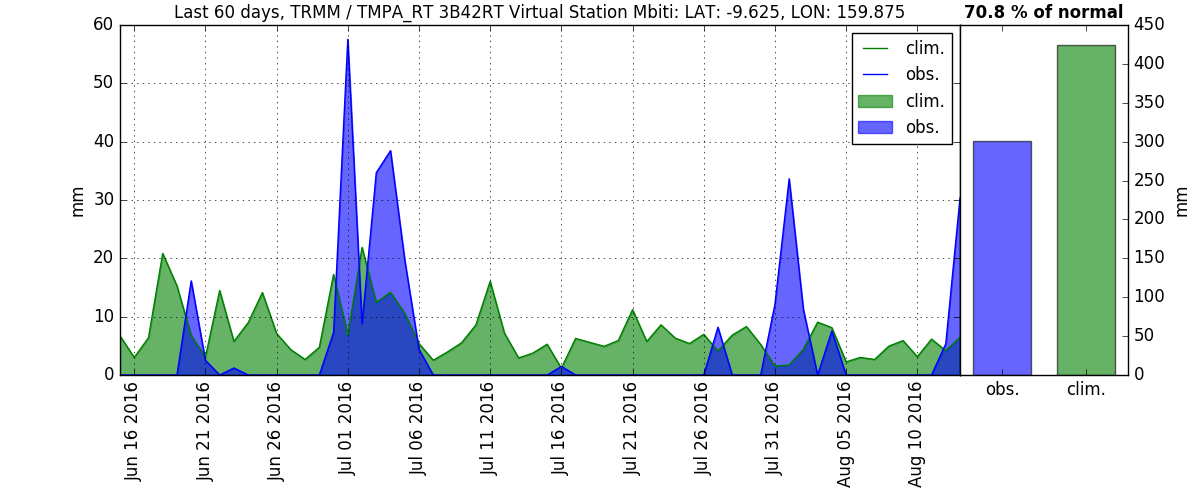 Last 60 days, TRMM / TMPA_RT 3B42RT Virtual Station Mbiti: LAT: -9.625, LON: 159.875
70.8 % of normal
60
50
40
30
20
10
0
mm
clim.
obs.
clim.
obs.
Jun 16 2016
Jun 21 2016
Jun 26 2016
Jul 01 2016
Jul 06 2016
Jul 11 2016
Jul 16 2016
Jul 21 2016
Jul 26 2016
Jul 31 2016
Aug 05 2016
Aug 10 2016
450
400
350
300
250
200
150
100
50
0
mm
obs.
clim.